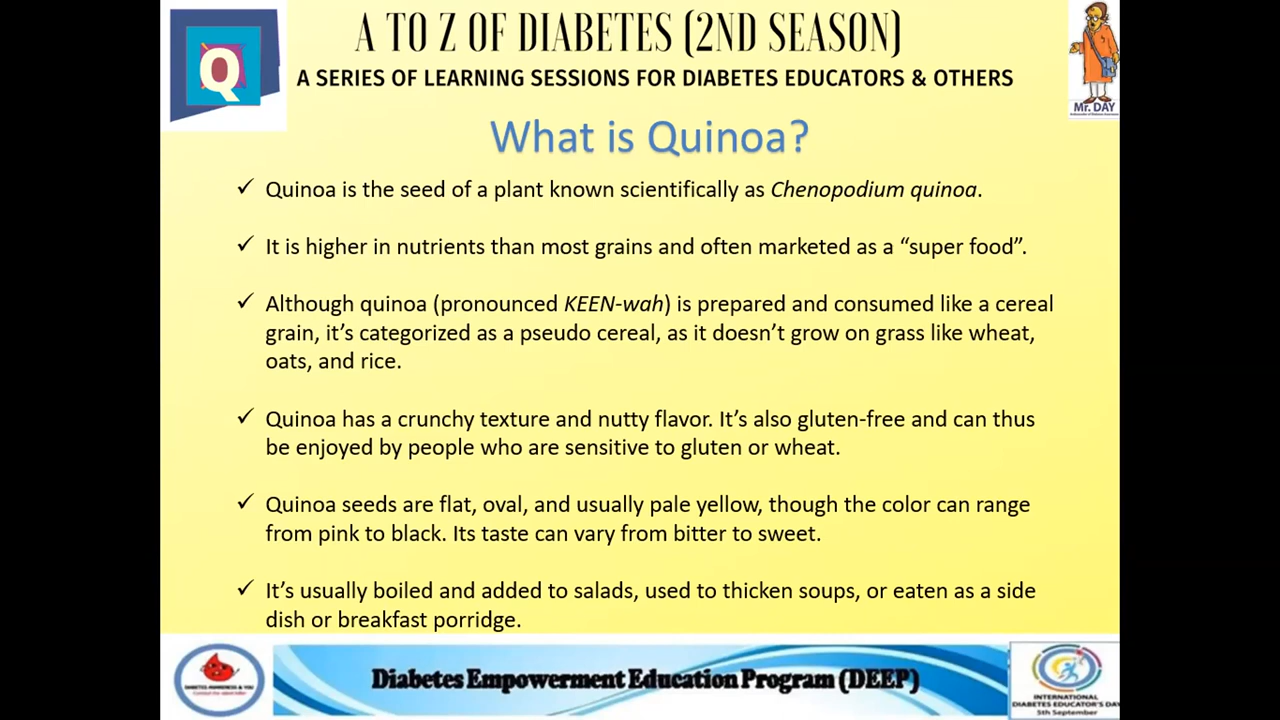 Q
A TO Z OF DIABETES (2ND SEASON)
A SERIES OF LEARNING SESSIONS FOR DIABETES EDUCATORS & OTHERS
Mr. DAY
What is Quinoa?
✓ Quinoa is the seed of a plant known scientifically as Chenopodium quinoa.
✓ It is higher in nutrients than most grains and often marketed as a “super food”.
✓ Although quinoa (pronounced KEEN-wah) is prepared and consumed like a cereal
grain, it’s categorized as a pseudo cereal, as it doesn’t grow on grass like wheat,
oats, and rice.
✓ Quinoa has a crunchy texture and nutty flavor. It’s also gluten-free and can thus
be enjoyed by people who are sensitive to gluten or wheat.
✓ Quinoa seeds are flat, oval, and usually pale yellow, though the color can range
from pink to black. Its taste can vary from bitter to sweet.
✓ It’s usually boiled and added to salads, used to thicken soups, or eaten as a side
dish or breakfast porridge.
DIABETES AWARENESS & YOU
Diabetes Empowerment Education Program (DEEP)
INTERNATIONAL
DIABETES EDUCATOR'S DAY
5th September